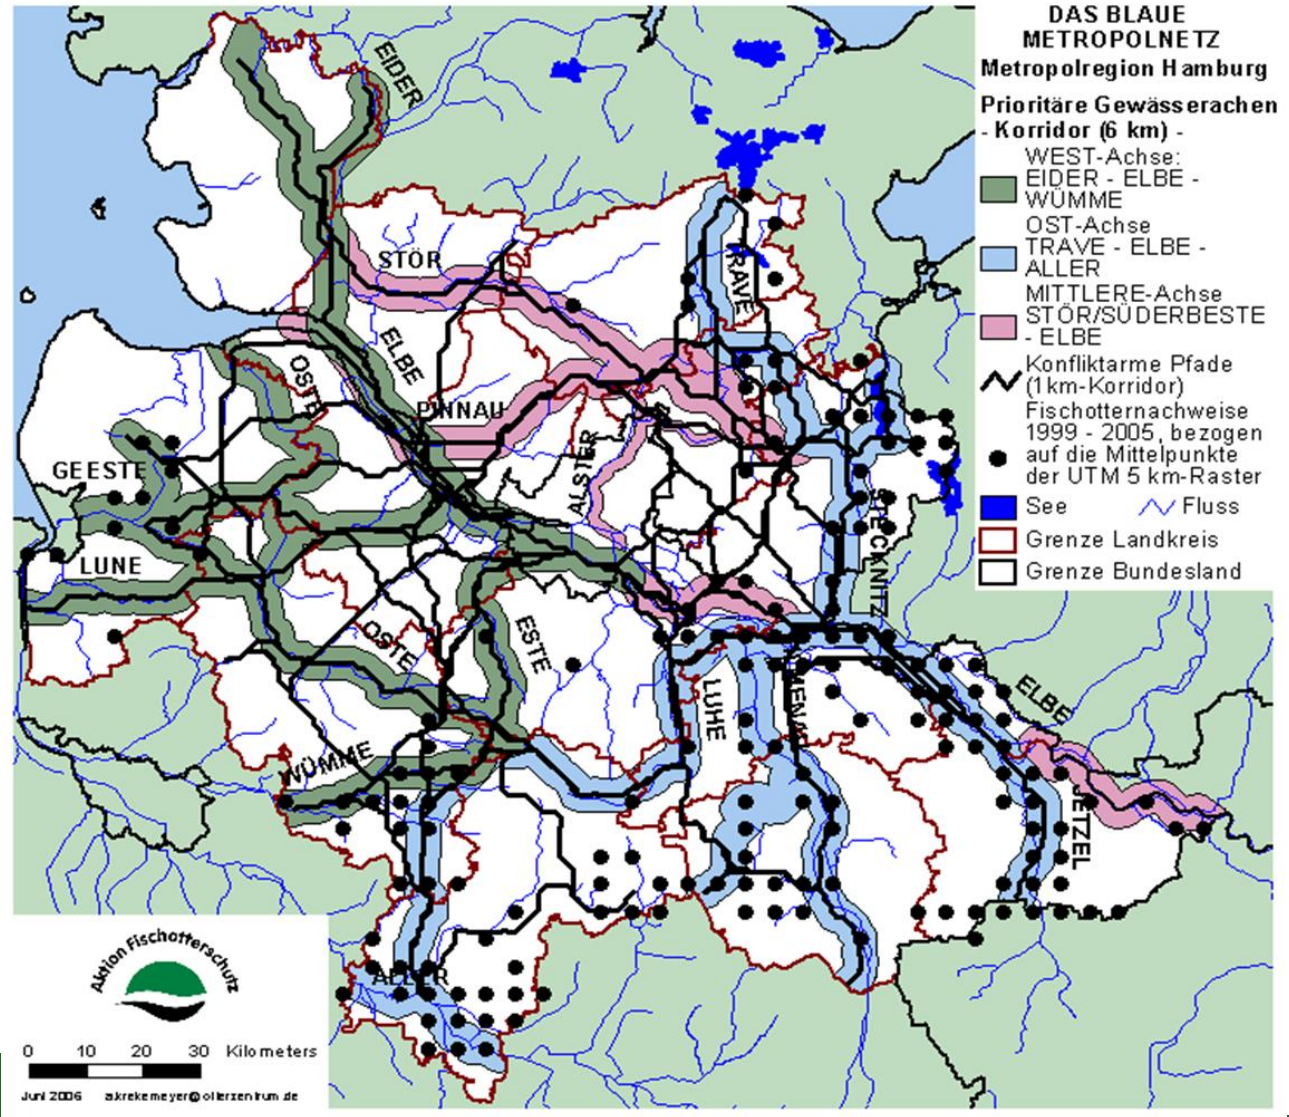 DAS BLAUE
METROPOLNETZ
Metropolregion Hamburg
Prioritäre Gewässerachen
- Korridor (6 km) -
WEST-Achse:
EIDER - ELBE -
WÜMME
OST-Achse
TRAVE - ELBE -
ALLER
MITTLERE-Achse
STÖR/SÜDERBESTE
- ELBE
Konfliktarme Pfade
(1km-Korridor)
Fischotternachweise
1999 - 2005, bezogen
auf die Mittelpunkte
der UTM 5 km-Raster
See
Fluss
Grenze Landkreis
Grenze Bundesland
EIDER
STÖR
TRAVE
ELBE
OSTE
PINNAU
GEESTE
ALSTER
STECKNITZ
LUNE
OSTE
ESTE
LUHE
ELBE
WÜMME
ALLER
Aktion Fischotterschutz
0 10 20 30 Kilometers
Juni 2006 a.krekemeyer@otterzentrum.de